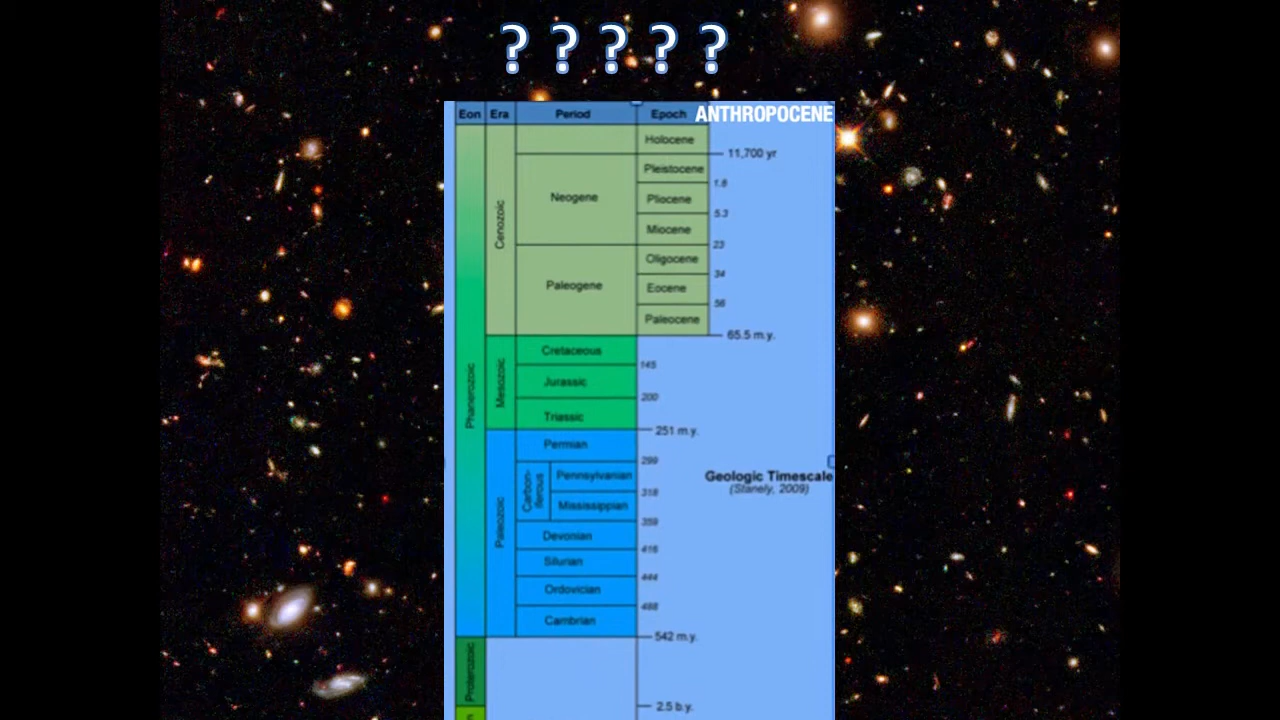 ? ? ? ? ?
Eon Era Period Epoch ANTHROPOCENE
Holocene
11,700 yr
Pleistocene
1.8
Neogene
Pliocene
5.3
Miocene
Cenozoic
23
Oligocene
34
Paleogene
Eocene
56
Paleocene
65.5 m.y.
Cretaceous
145
Phanerozoic
Mesozoic
Jurassic
200
Triassic
251 m.y.
Permian
299
Carbon-
iferous
Pennsylvanian
Geologic Timescale
(Stanely, 2009)
318
Mississippian
Paleozoic
359
Devonian
416
Silurian
444
Ordovician
488
Cambrian
542 m.y.
Proterozoic
2.5 b.y.
n